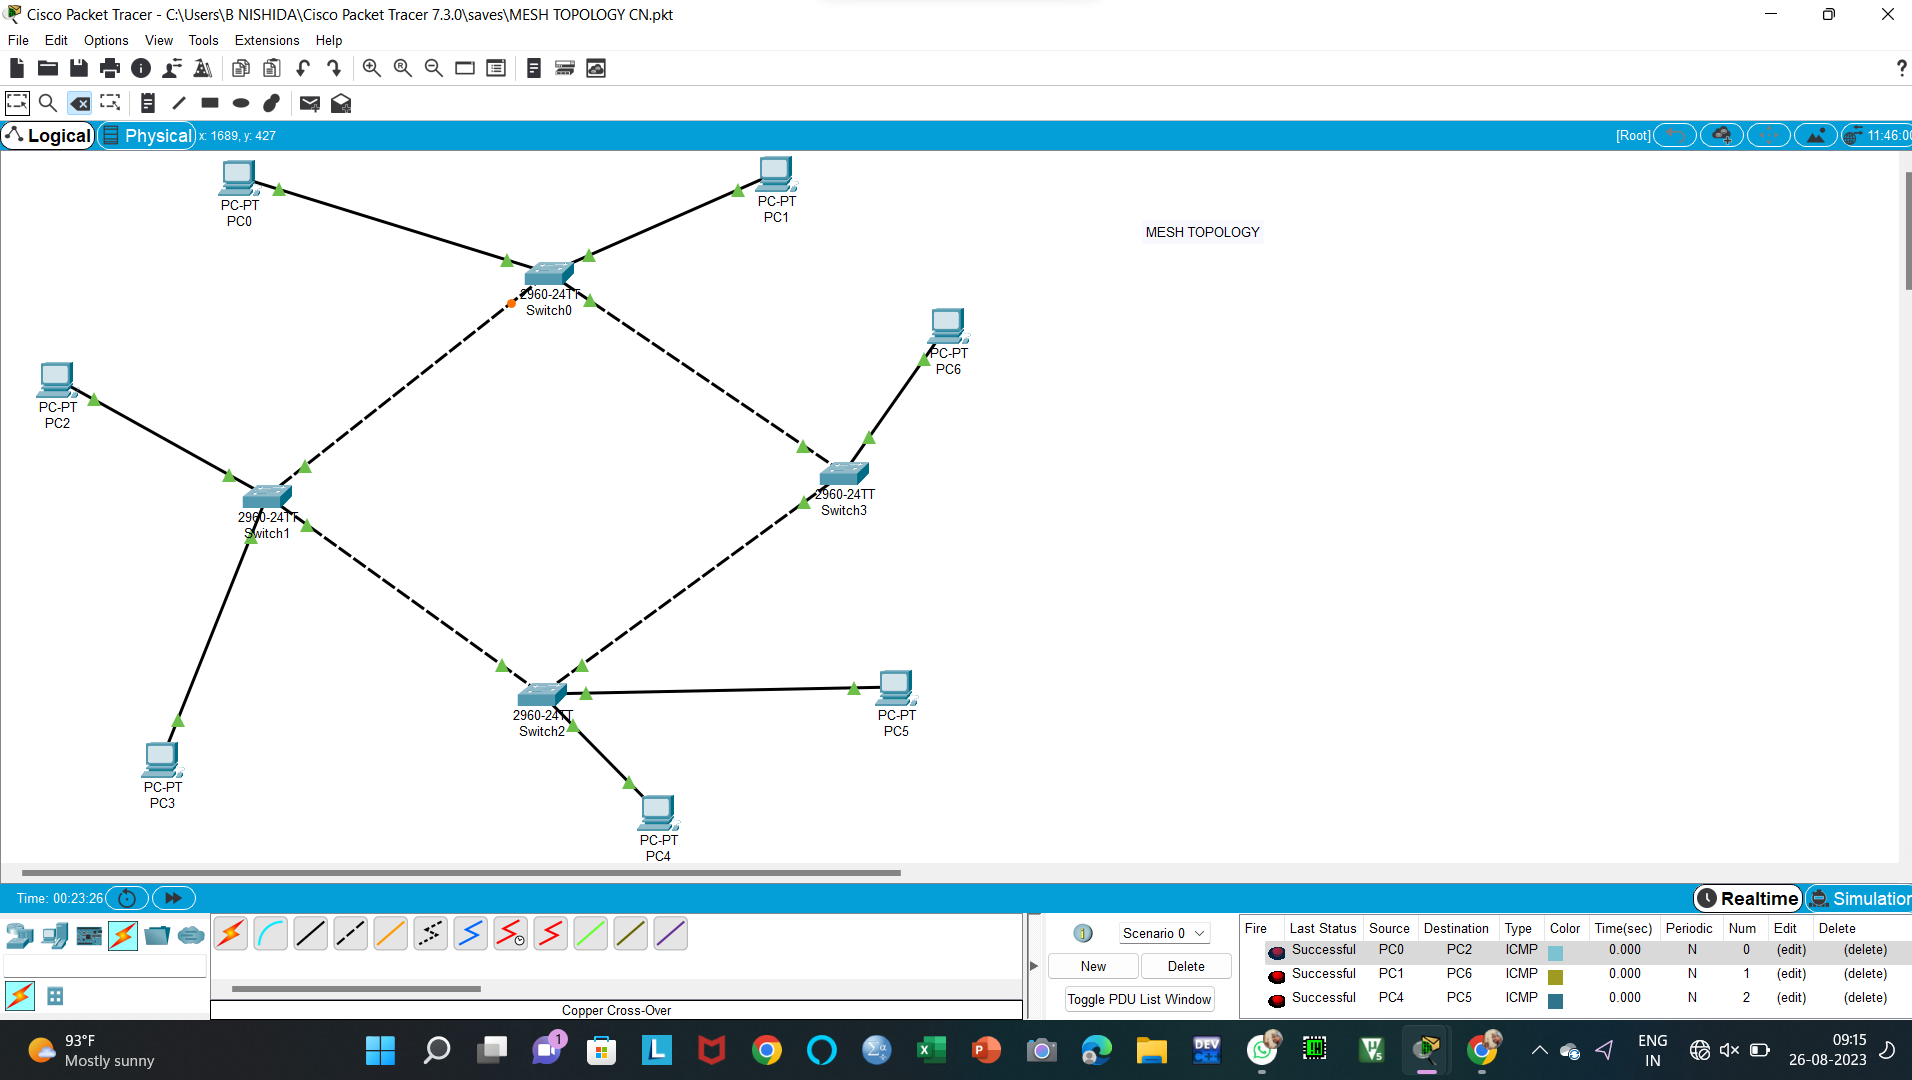 Cisco Packet Tracer - C:\Users\B NISHIDA\Cisco Packet Tracer 7.3.0\saves\MESH TOPOLOGY CN.pkt
File Edit Options View Tools Extensions Help
?
Logical Physical x: 1689, y: 427 [Root] 11:46:00
PC-PT
PC0
PC-PT
PC1
MESH TOPOLOGY
2960-24TT
Switch0
PC-PT
PC6
PC-PT
PC2
2960-24TT
Switch3
2960-24TT
Switch1
PC-PT
PC5
2960-24TT
Switch2
PC-PT
PC3
PC-PT
PC4
Time: 00:23:26 Realtime Simulation
Scenario 0
New Delete
Toggle PDU List Window
Copper Cross-Over
Fire Last Status Source Destination Type Color Time(sec) Periodic Num Edit Delete
Successful PC0 PC2 ICMP 0.000 N 0 (edit) (delete)
Successful PC1 PC6 ICMP 0.000 N 1 (edit) (delete)
Successful PC4 PC5 ICMP 0.000 N 2 (edit) (delete)
93°F
Mostly sunny
1
DEV
ENG
IN
09:15
26-08-2023